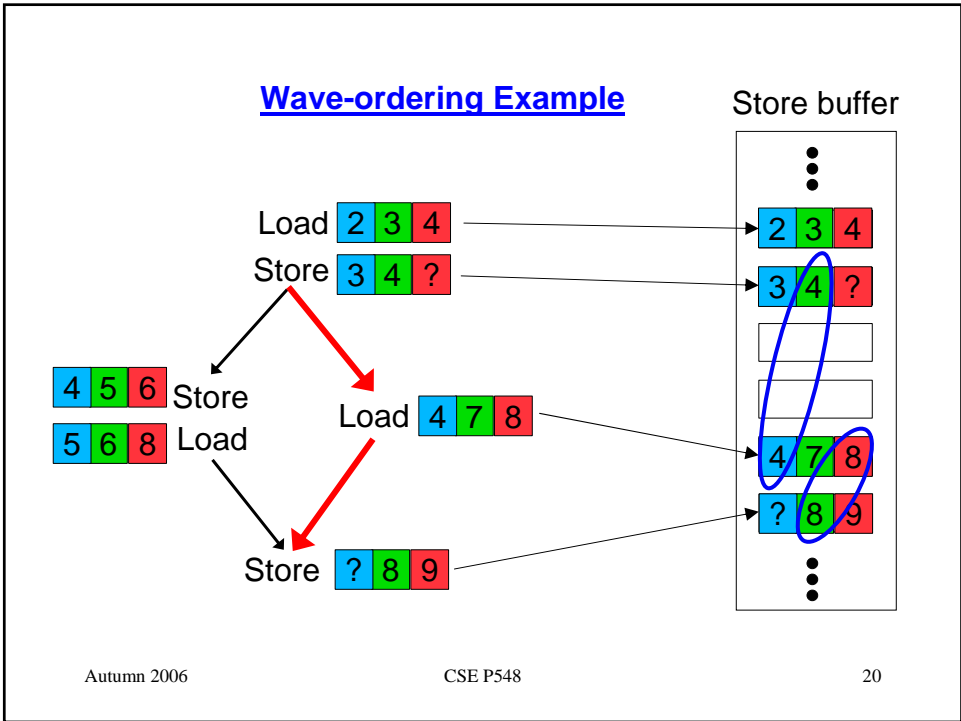 Wave-ordering Example
Store buffer
Load 2 3 4
2 3 4
Store 3 4 ?
3 4 ?
4 5 6 Store
5 6 8 Load
Load 4 7 8
4 7 8
Store ? 8 9
? 8 9
Autumn 2006 CSE P548 20